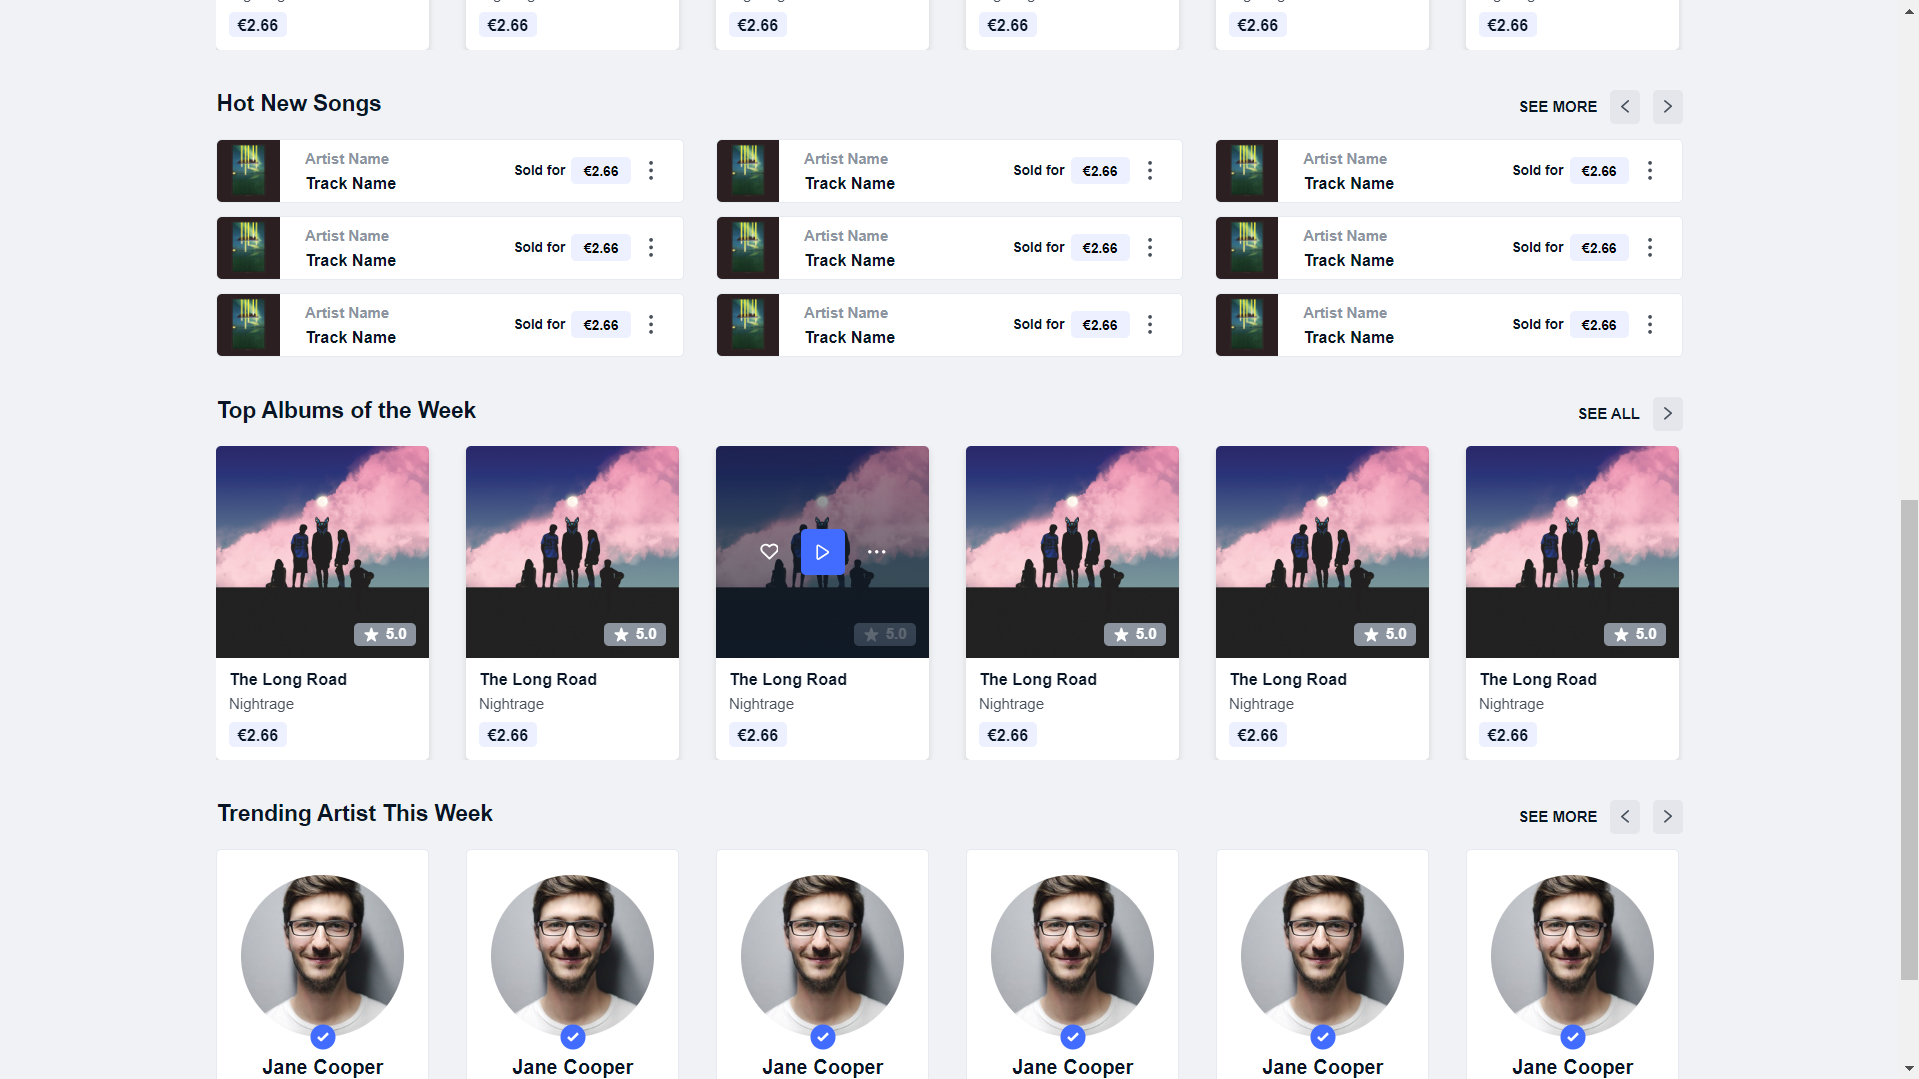 €2.66 €2.66 €2.66 €2.66 €2.66 €2.66
Hot New Songs
SEE MORE
Artist Name
Track Name
Sold for €2.66
Artist Name
Track Name
Sold for €2.66
Artist Name
Track Name
Sold for €2.66
Artist Name
Track Name
Sold for €2.66
Artist Name
Track Name
Sold for €2.66
Artist Name
Track Name
Sold for €2.66
Artist Name
Track Name
Sold for €2.66
Artist Name
Track Name
Sold for €2.66
Artist Name
Track Name
Sold for €2.66
Top Albums of the Week
SEE ALL
5.0
The Long Road
Nightrage
€2.66
5.0
The Long Road
Nightrage
€2.66
5.0
The Long Road
Nightrage
€2.66
5.0
The Long Road
Nightrage
€2.66
5.0
The Long Road
Nightrage
€2.66
5.0
The Long Road
Nightrage
€2.66
Trending Artist This Week
SEE MORE
Jane Cooper
Jane Cooper
Jane Cooper
Jane Cooper
Jane Cooper
Jane Cooper